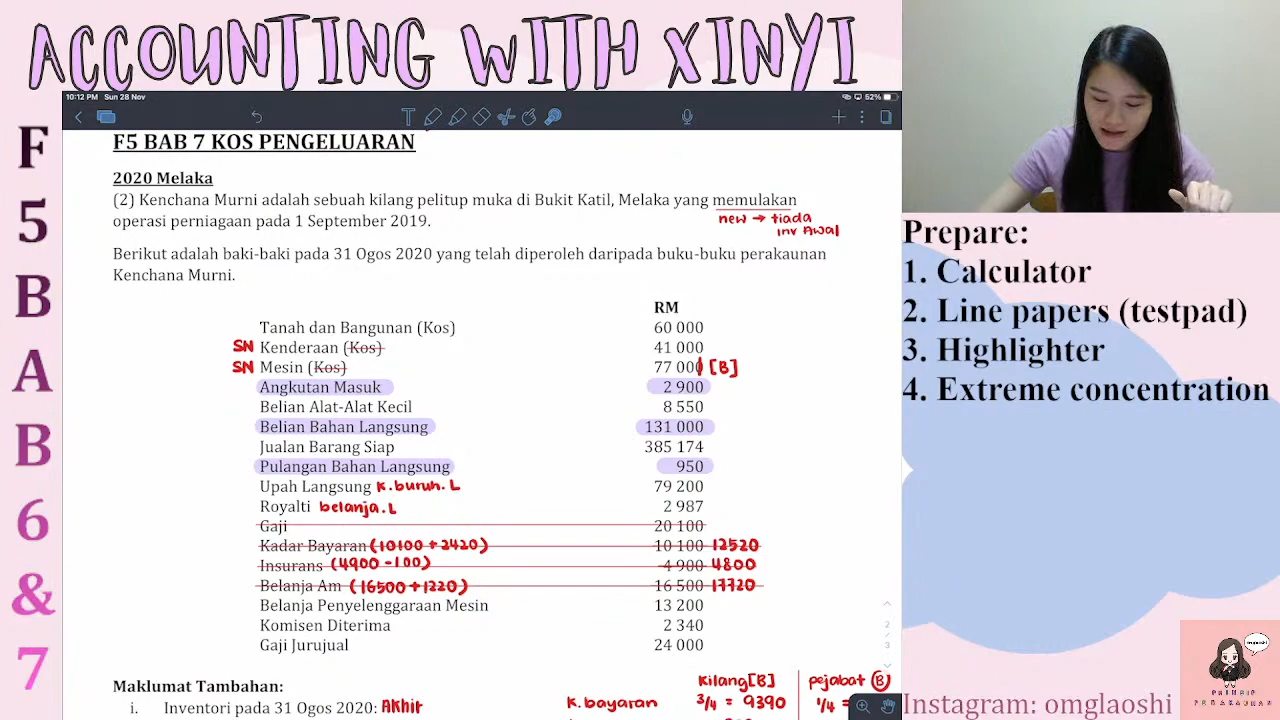 ACCOUNTING WITH XINYI
10:12 PM Sun 28 Nov
52%
F5 BAB 7 KOS PENGELUARAN
2020 Melaka
(2) Kenchana Murni adalah sebuah kilang pelitup muka di Bukit Katil, Melaka yang memulakan
operasi perniagaan pada 1 September 2019.
new → tiada
inv Awal
Berikut adalah baki-baki pada 31 Ogos 2020 yang telah diperoleh daripada buku-buku perakaunan
Kenchana Murni.
RM
Tanah dan Bangunan (Kos) 60 000
SN Kenderaan (Kos) 41 000
SN Mesin (Kos) 77 000 [B]
Angkutan Masuk 2 900
Belian Alat-Alat Kecil 8 550
Belian Bahan Langsung 131 000
Jualan Barang Siap 385 174
Pulangan Bahan Langsung 950
Upah Langsung K.buruh.L 79 200
Royalti belanja.L 2 987
Gaji 20 100
Kadar Bayaran (10100 + 2420) 10 100 12520
Insurans (4900 - 100) 4 900 4800
Belanja Am (16500 + 1220) 16 500 17720
Belanja Penyelenggaraan Mesin 13 200
Komisen Diterima 2 340
Gaji Jurujual 24 000
2
/
3
Maklumat Tambahan:
i. Inventori pada 31 Ogos 2020: Akhir
kilang [B] pejabat (B)
K.bayaran 3/4 = 9390 1/4 =
F
5
B
A
B
6
&
7
Prepare:
1. Calculator
2. Line papers (testpad)
3. Highlighter
4. Extreme concentration
omglaoshi
PRINSIP
PERAKAUNAN
Instagram: omglaoshi